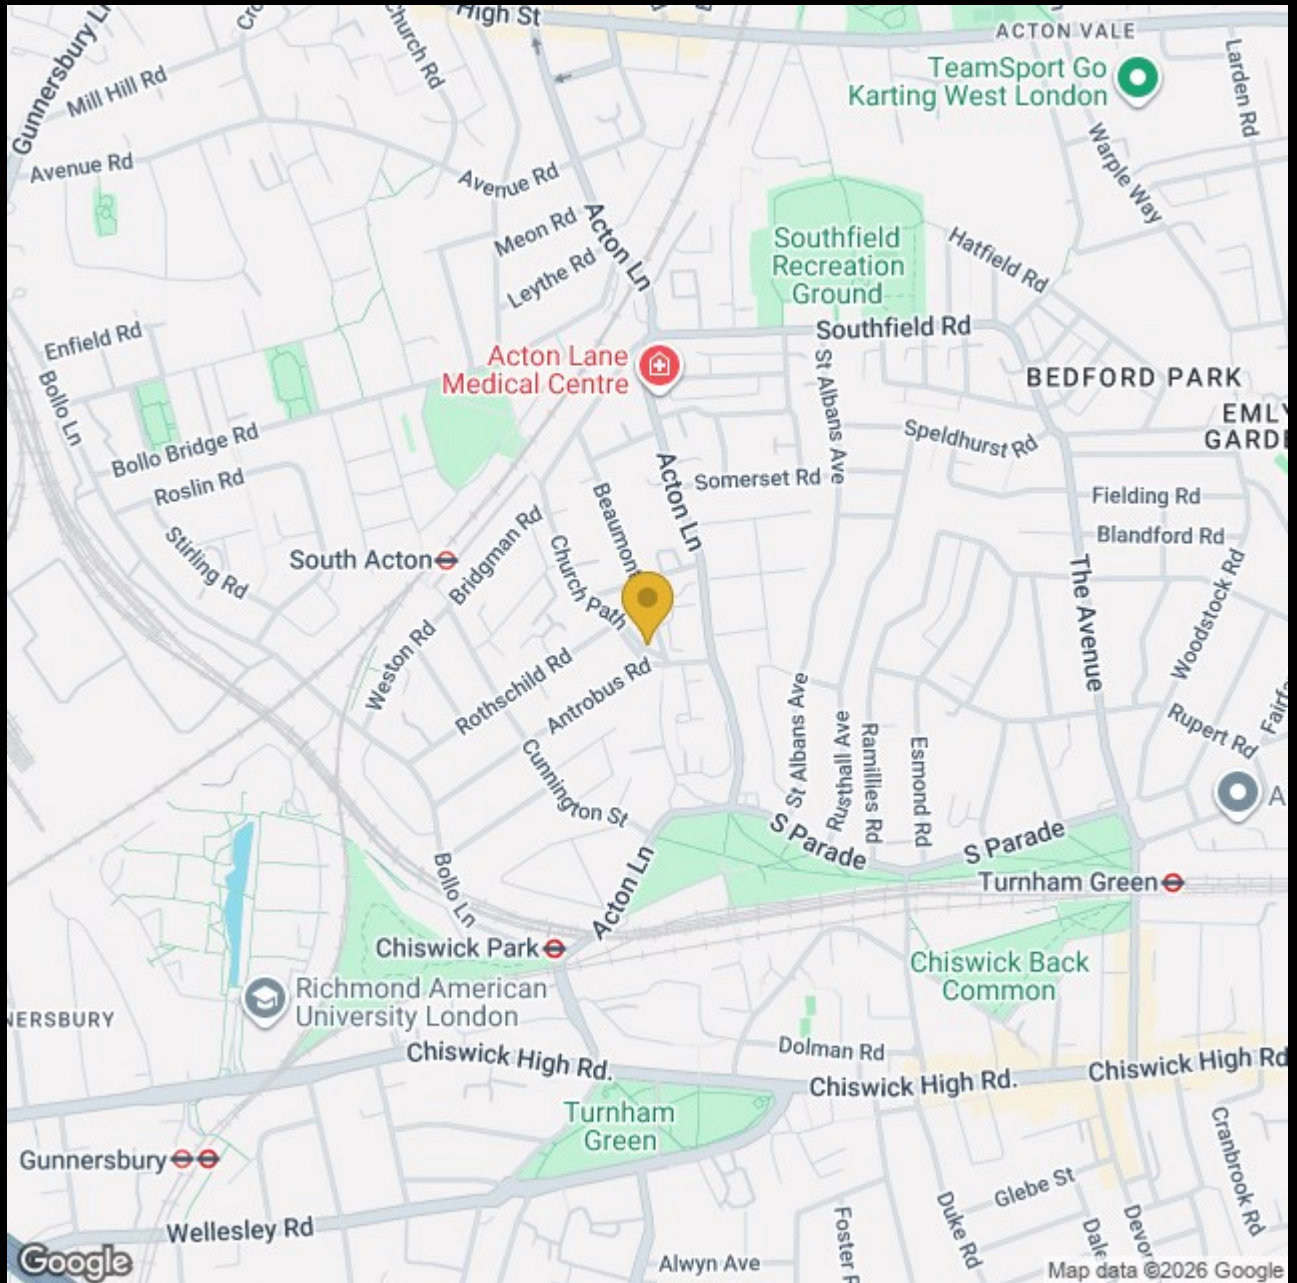 High St
ACTON VALE
Gunnersbury Ln
Church Rd
Mill Hill Rd
TeamSport Go
Karting West London
Larden Rd
Warple Way
Avenue Rd
Avenue Rd
Meon Rd
Acton Ln
Leythe Rd
Southfield
Recreation
Ground
Hatfield Rd
Southfield Rd
Enfield Rd
Bollo Ln
Acton Lane
Medical Centre
St Albans Ave
BEDFORD PARK
Bollo Bridge Rd
Speldhurst Rd
Roslin Rd
Acton Ln
Somerset Rd
Fielding Rd
Blandford Rd
Stirling Rd
South Acton
Bridgman Rd
Beaumont
Church Path
The Avenue
Woodstock Rd
Weston Rd
Rothschild Rd
Antrobus Rd
St Albans Ave
Rusthall Ave
Ramillies Rd
Esmond Rd
Rupert Rd
Cunnington St
S Parade
S Parade
Bollo Ln
Acton Ln
Turnham Green
Chiswick Park
Chiswick Back
Common
Richmond American
University London
NERSBURY
Chiswick High Rd.
Dolman Rd
Chiswick High Rd.
Chiswick High Rd
Turnham
Green
Gunnersbury
Cranbrook Rd
Glebe St
Duke Rd
Wellesley Rd
Alwyn Ave
Google
Map data ©2026 Google